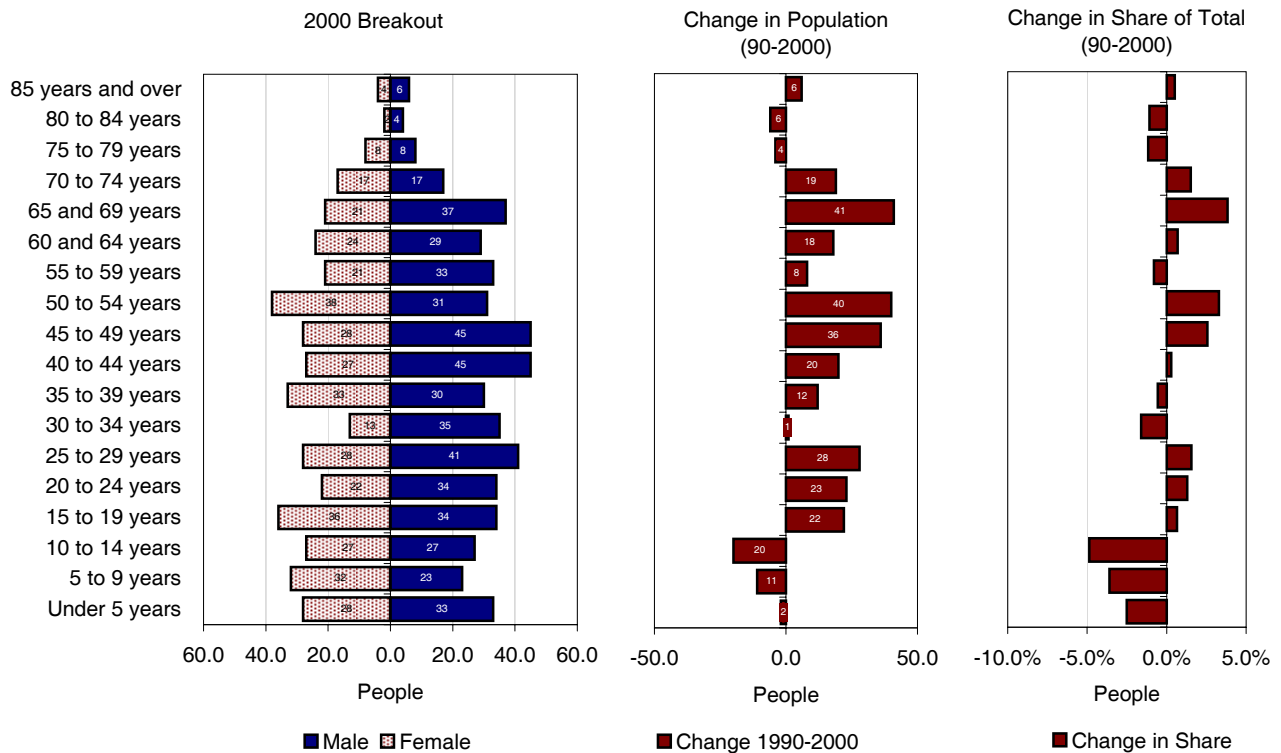 2000 Breakout
Change in Population
(90-2000)
Change in Share of Total
(90-2000)
85 years and over 4 6 6
80 to 84 years 4 6
75 to 79 years 8 8 4
70 to 74 years 17 17 19
65 and 69 years 21 37 41
60 and 64 years 24 29 18
55 to 59 years 21 33 8
50 to 54 years 38 31 40
45 to 49 years 28 45 36
40 to 44 years 27 45 20
35 to 39 years 33 30 12
30 to 34 years 13 35 1
25 to 29 years 28 41 28
20 to 24 years 22 34 23
15 to 19 years 36 34 22
10 to 14 years 27 27 20
5 to 9 years 32 23 11
Under 5 years 28 33 2
60.0 40.0 20.0 0.0 20.0 40.0 60.0 -50.0 0.0 50.0 -10.0% -5.0% 0.0% 5.0%
People People People
Male Female Change 1990-2000 Change in Share